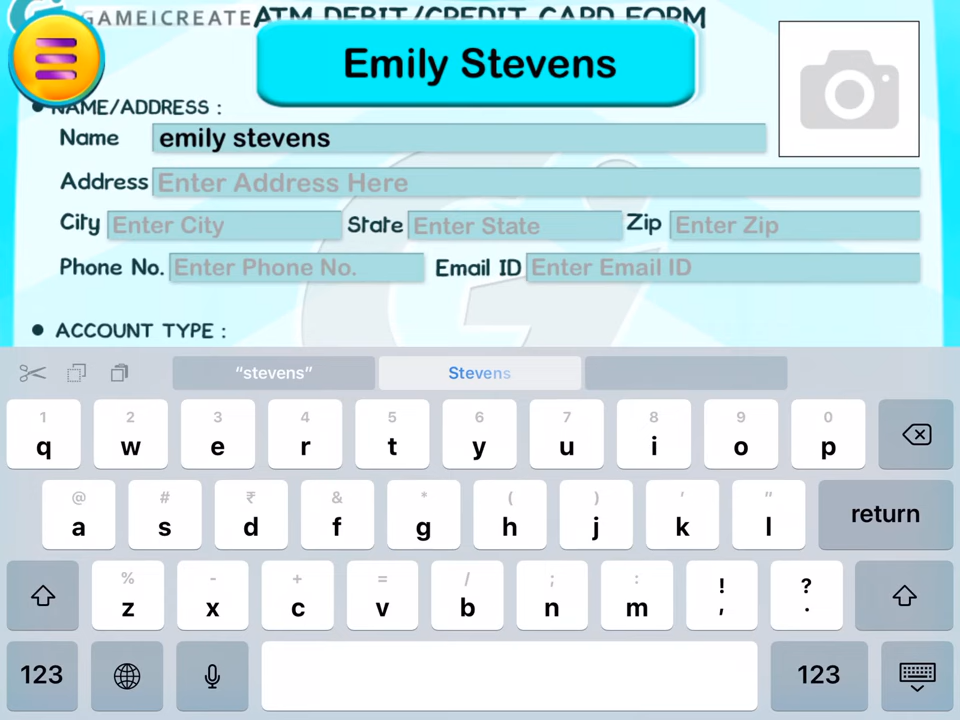 GAMEICREATE ATM DEBIT/CREDIT CARD FORM
Emily Stevens
• NAME/ADDRESS :
Name emily stevens
Address Enter Address Here
City Enter City State Enter State Zip Enter Zip
Phone No. Enter Phone No. Email ID Enter Email ID
• ACCOUNT TYPE :
“stevens” Stevens
1 2 3 4 5 6 7 8 9 0
q w e r t y u i o p
@ # ₹ & * ( ) ' "
a s d f g h j k l return
% - + = / ; : ! ?
z x c v b n m , .
123 123